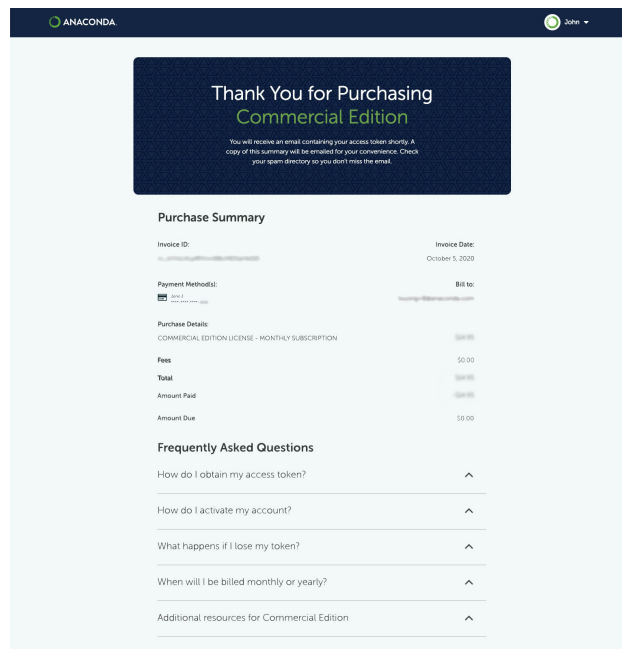 ANACONDA.
John
Thank You for Purchasing
Commercial Edition
You will receive an email containing your access token shortly. A
copy of this summary will be emailed for your convenience. Check
your spam directory so you don't miss the email.
Purchase Summary
Invoice ID:
Invoice Date:
October 5, 2020
Payment Method(s):
Bill to:
Purchase Details:
COMMERCIAL EDITION LICENSE - MONTHLY SUBSCRIPTION
Fees
$0.00
Total
Amount Paid
Amount Due
$0.00
Frequently Asked Questions
How do I obtain my access token?
How do I activate my account?
What happens if I lose my token?
When will I be billed monthly or yearly?
Additional resources for Commercial Edition